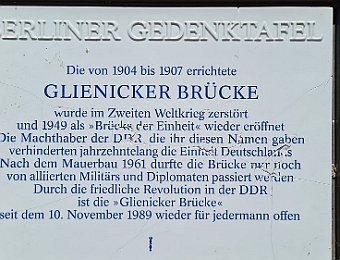 BERLINER GEDENKTAFEL
Die von 1904 bis 1907 errichtete
GLIENICKER BRÜCKE
wurde im Zweiten Weltkrieg zerstört
und 1949 als »Brücke der Einheit« wieder eröffnet
Die Machthaber der DDR, die ihr diesen Namen gaben
verhinderten jahrzehntelang die Einheit Deutschlands
Nach dem Mauerbau 1961 durfte die Brücke nur noch
von alliierten Militärs und Diplomaten passiert werden
Durch die friedliche Revolution in der DDR
ist die »Glienicker Brücke«
seit dem 10. November 1989 wieder für jedermann offen